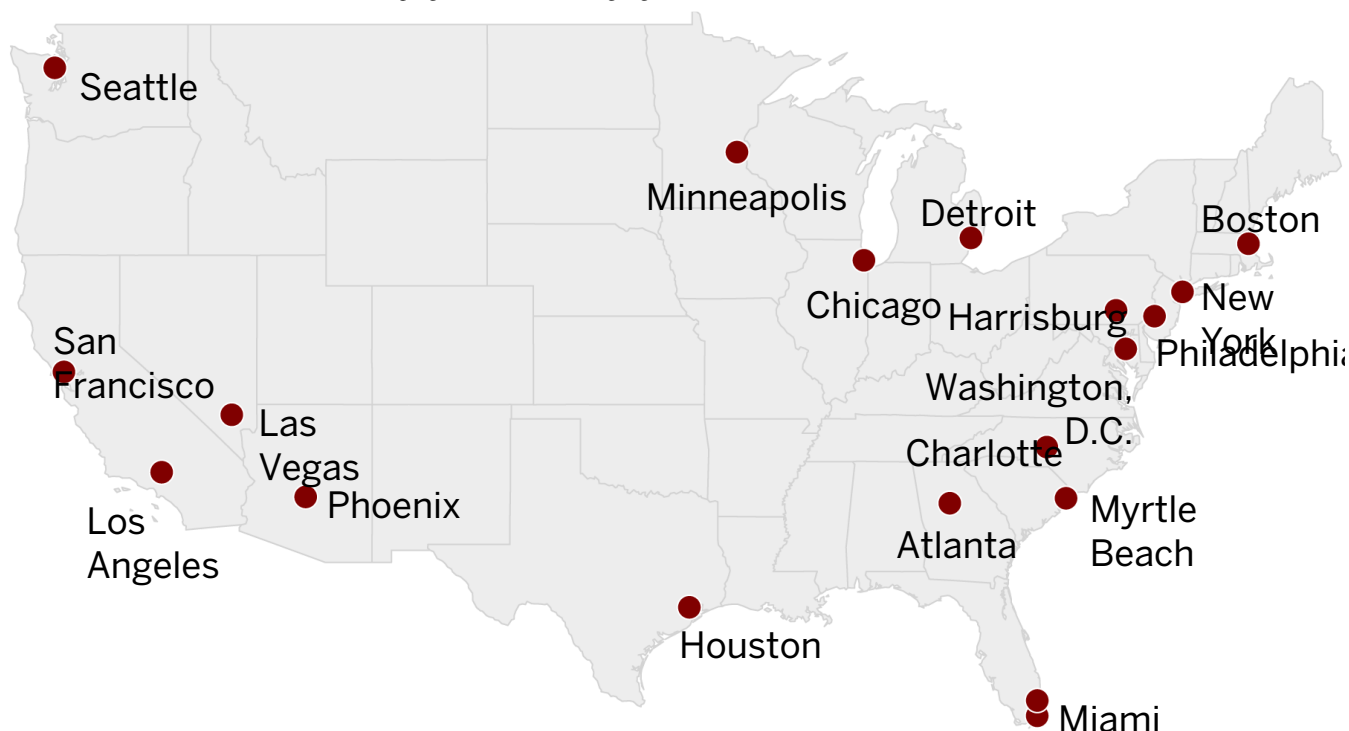 Seattle
Minneapolis
Detroit
Boston
Chicago
Harrisburg
New
York
Philadelphia
San
Francisco
Washington,
D.C.
Las
Vegas
Charlotte
Phoenix
Los
Angeles
Myrtle
Beach
Atlanta
Houston
Miami